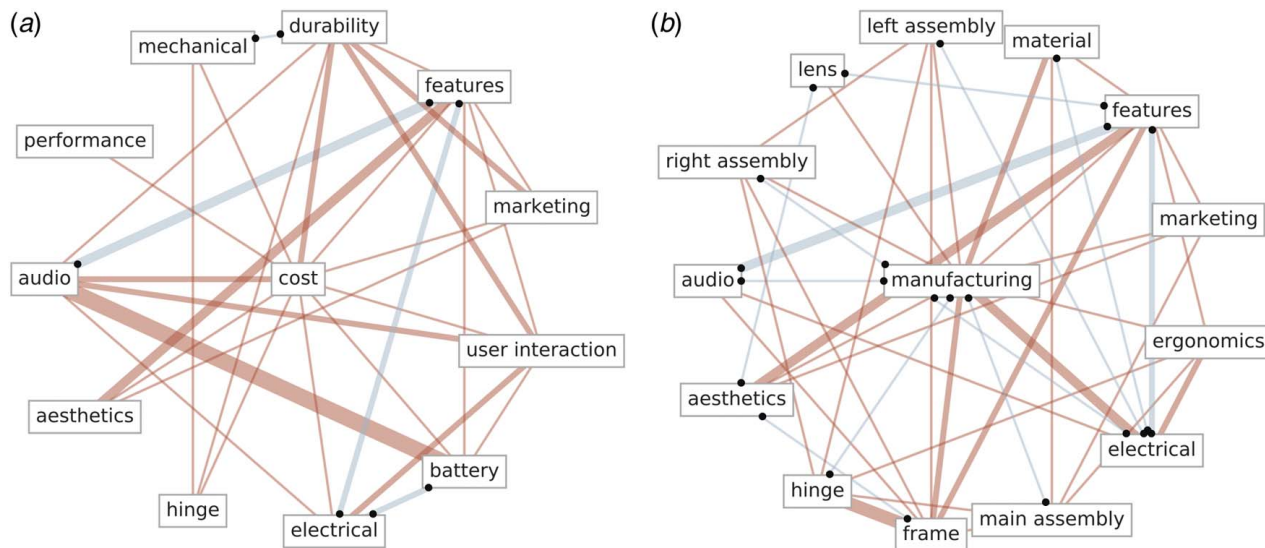 (a)
durability
mechanical
features
performance
marketing
audio
cost
user interaction
aesthetics
battery
hinge
electrical
(b)
left assembly
material
lens
features
right assembly
marketing
audio
manufacturing
ergonomics
aesthetics
electrical
hinge
main assembly
frame